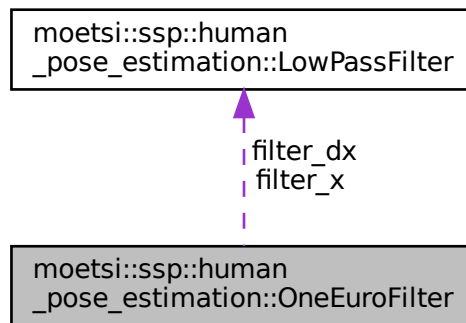 moetsi::ssp::human
_pose_estimation::LowPassFilter
filter_dx
filter_x
moetsi::ssp::human
_pose_estimation::OneEuroFilter